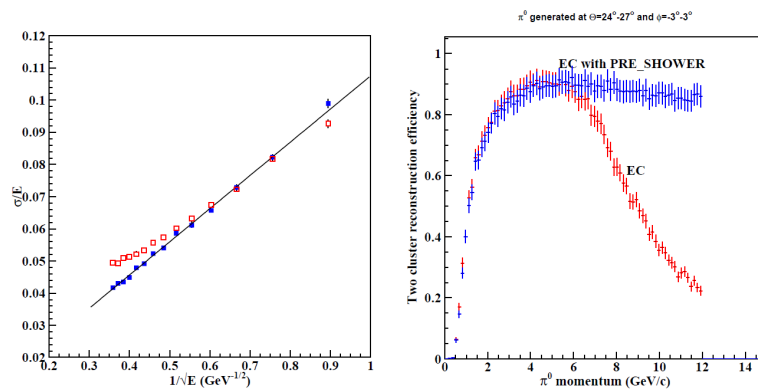 π⁰ generated at Θ=24°-27° and ϕ=-3°-3°
σ/E
0.12
0.11
0.1
0.09
0.08
0.07
0.06
0.05
0.04
0.03
0.02
0.2 0.3 0.4 0.5 0.6 0.7 0.8 0.9 1
1/√E (GeV⁻¹/²)
Two cluster reconstruction efficiency
1
0.8
0.6
0.4
0.2
0
EC with PRE_SHOWER
EC
0 2 4 6 8 10 12 14
π⁰ momentum (GeV/c)